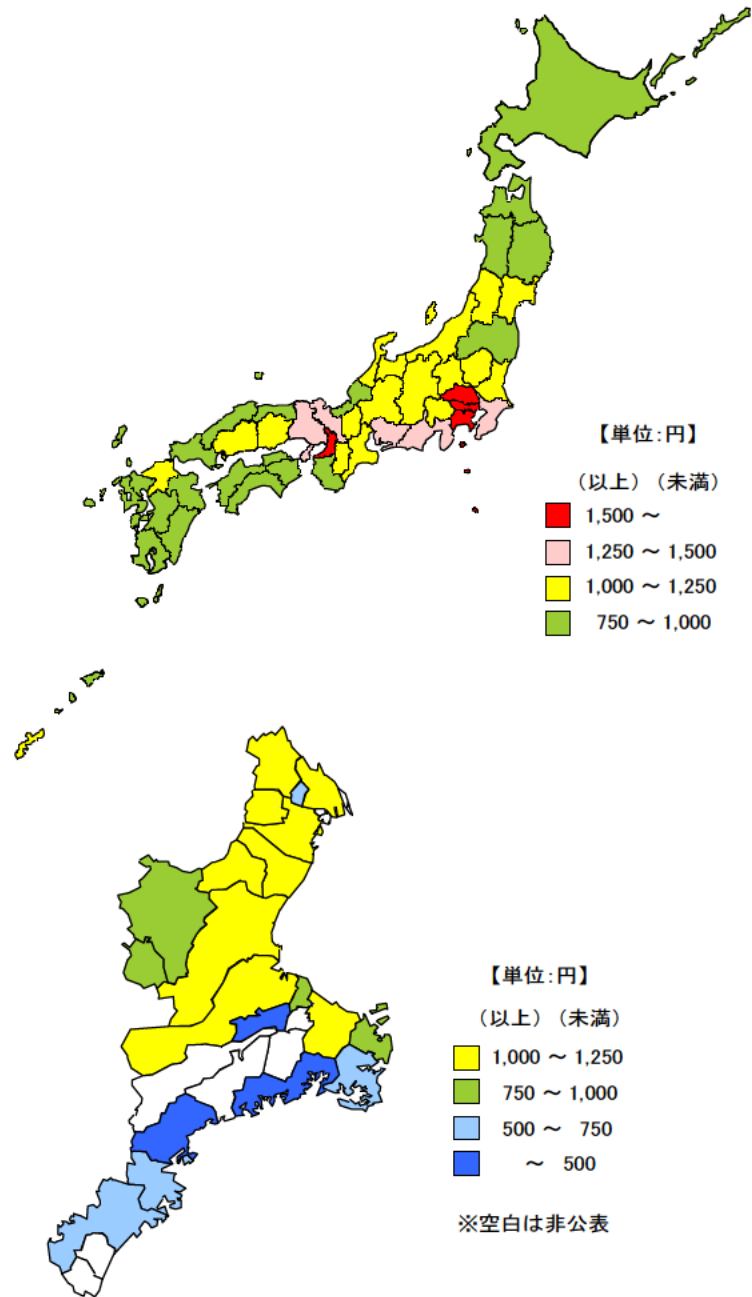 【単位:円】
(以上) (未満)
1,500 ～
1,250 ～ 1,500
1,000 ～ 1,250
750 ～ 1,000
【単位:円】
(以上) (未満)
1,000 ～ 1,250
750 ～ 1,000
500 ～ 750
～ 500
※空白は非公表